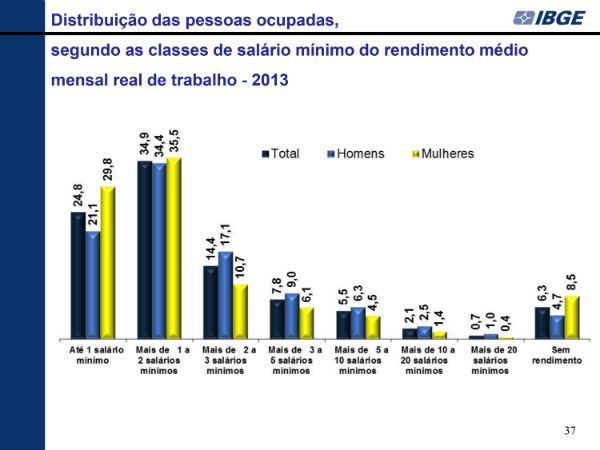 Distribuição das pessoas ocupadas,
IBGE
segundo as classes de salário mínimo do rendimento médio
mensal real de trabalho - 2013
Total Homens Mulheres
24,8 21,1 29,8
34,9 34,4 35,5
14,4 17,1 10,7
7,8 9,0 6,1
5,5 6,3 4,5
2,1 2,5 1,4
0,7 1,0 0,4
6,3 4,7 8,5
Até 1 salário
mínimo
Mais de 1 a
2 salários
mínimos
Mais de 2 a
3 salários
mínimos
Mais de 3 a
5 salários
mínimos
Mais de 5 a
10 salários
mínimos
Mais de 10 a
20 salários
mínimos
Mais de 20
salários
mínimos
Sem
rendimento
37